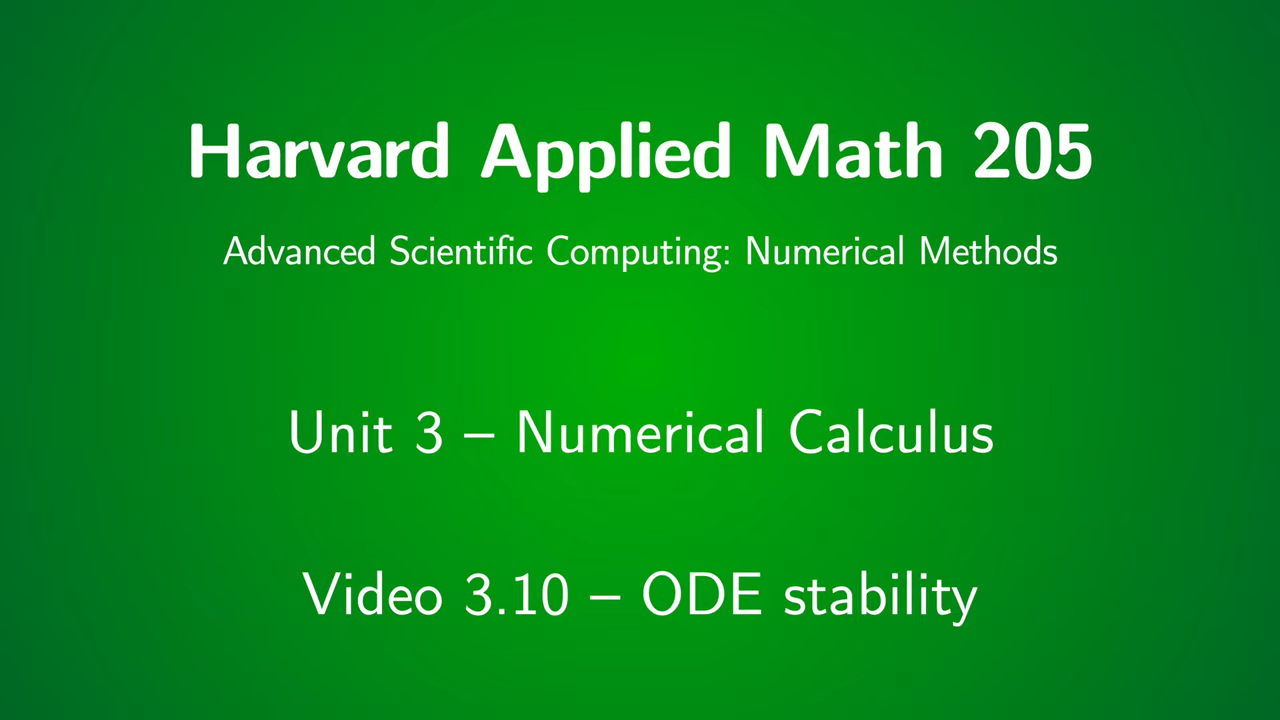 Harvard Applied Math 205
Advanced Scientific Computing: Numerical Methods
Unit 3 – Numerical Calculus
Video 3.10 – ODE stability